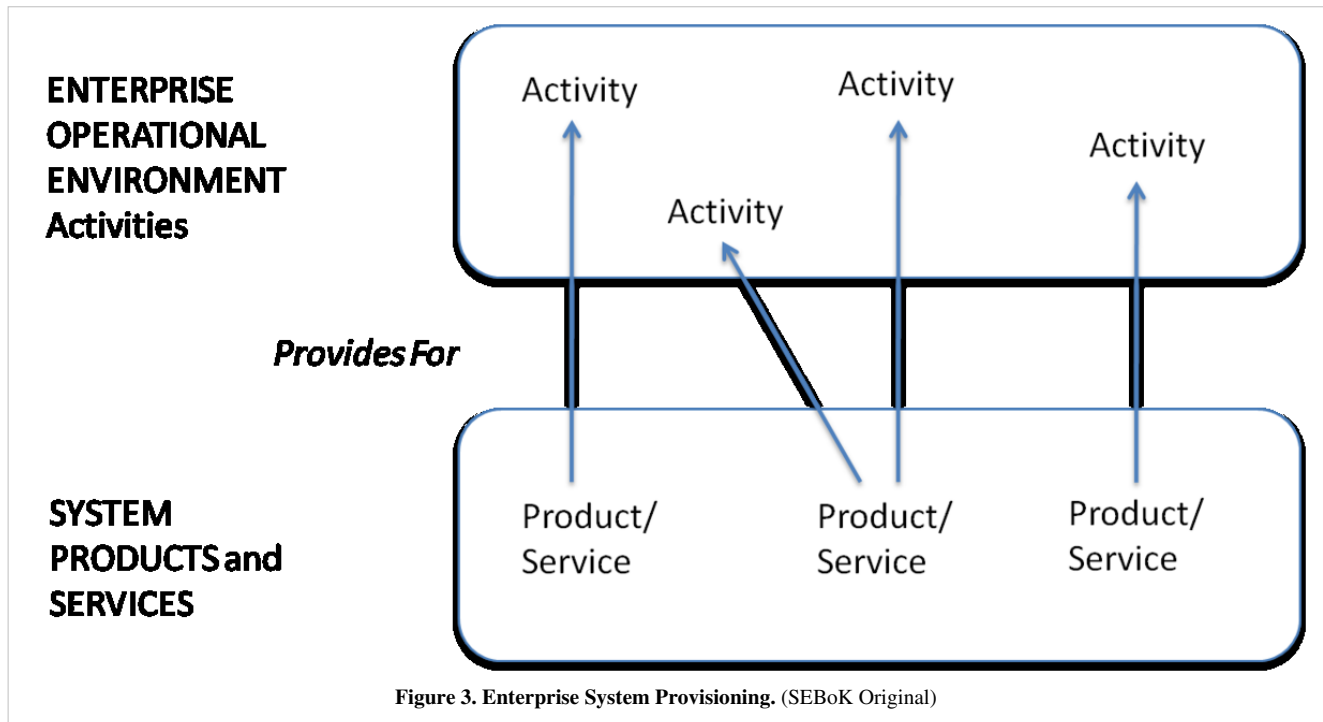 ENTERPRISE
OPERATIONAL
ENVIRONMENT
Activities
Activity
Activity
Activity
Activity
Provides For
SYSTEM
PRODUCTS and
SERVICES
Product/
Service
Product/
Service
Product/
Service
Figure 3. Enterprise System Provisioning. (SEBoK Original)